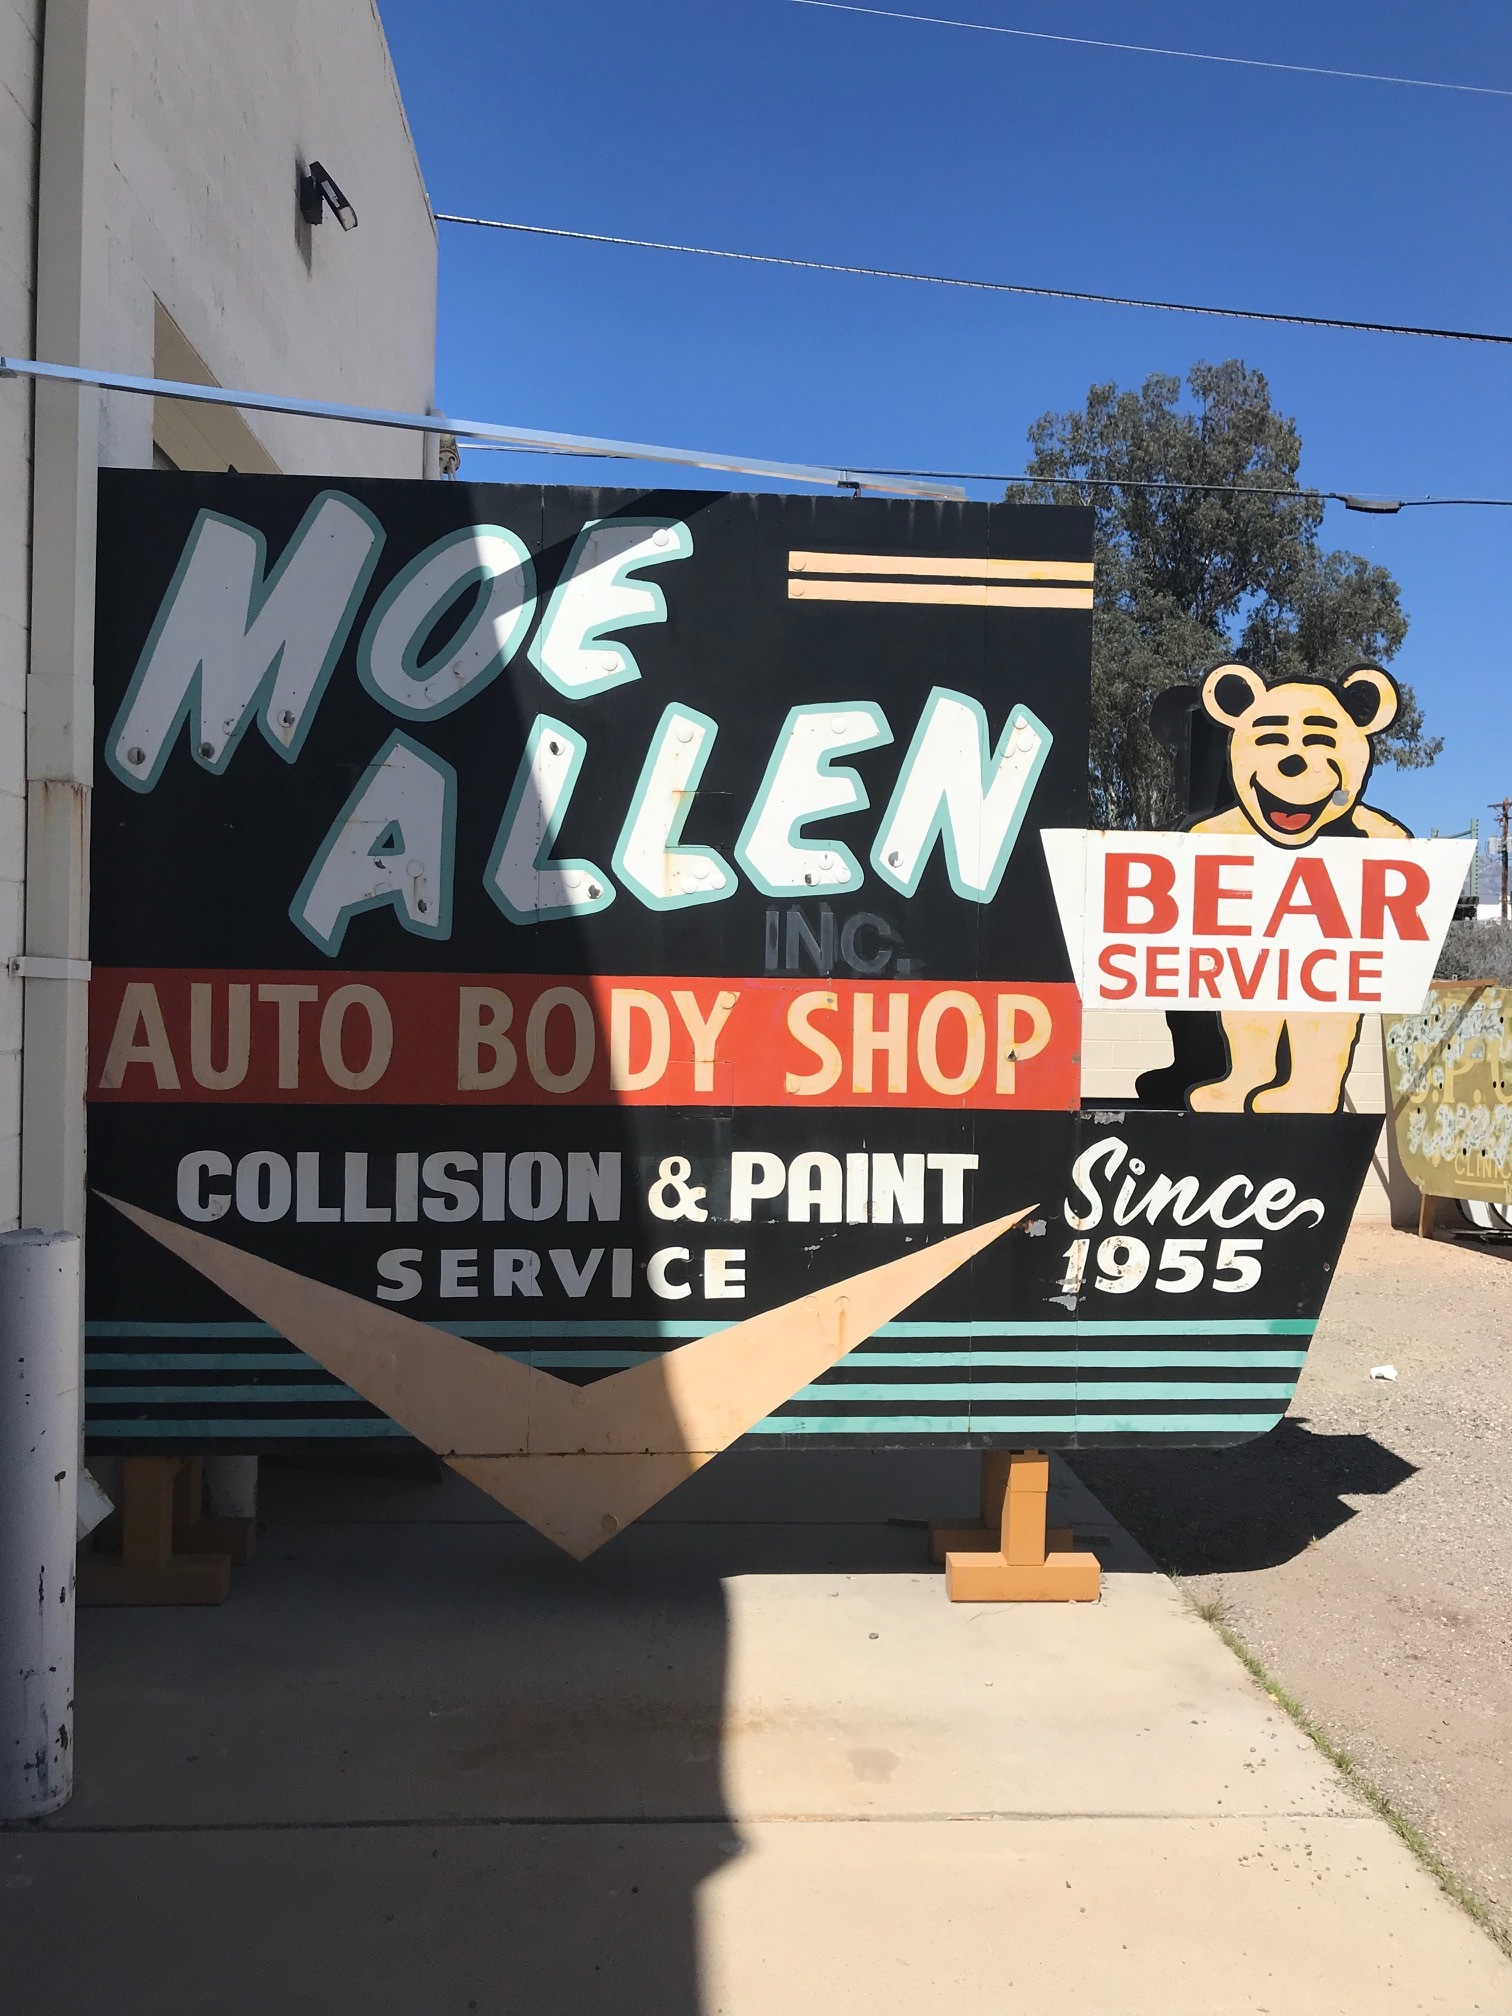 MOE
ALLEN
INC.
AUTO BODY SHOP
COLLISION & PAINT
SERVICE
BEAR
SERVICE
Since
1955